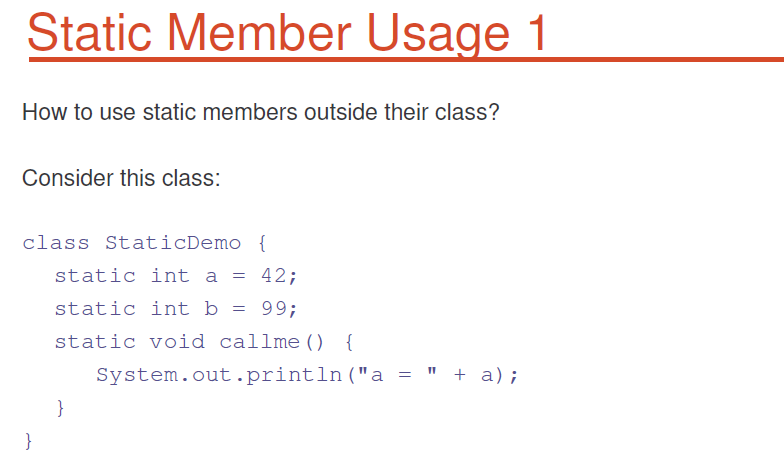 Static Member Usage 1
How to use static members outside their class?
Consider this class:
class StaticDemo {
static int a = 42;
static int b = 99;
static void callme() {
System.out.println("a = " + a);
}
}